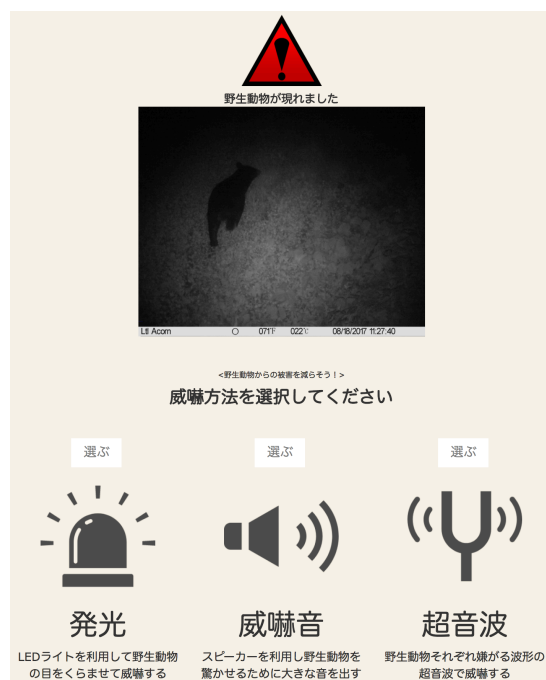 野生動物が現れました
Ltl Acorn ○ 071°F 022℃ 08/18/2017 11:27:40
<野生動物からの被害を減らそう！>
威嚇方法を選択してください
選ぶ 選ぶ 選ぶ
発光 威嚇音 超音波
LEDライトを利用して野生動物
の目をくらませて威嚇する
スピーカーを利用し野生動物を
驚かせるために大きな音を出す
野生動物それぞれ嫌がる波形の
超音波で威嚇する